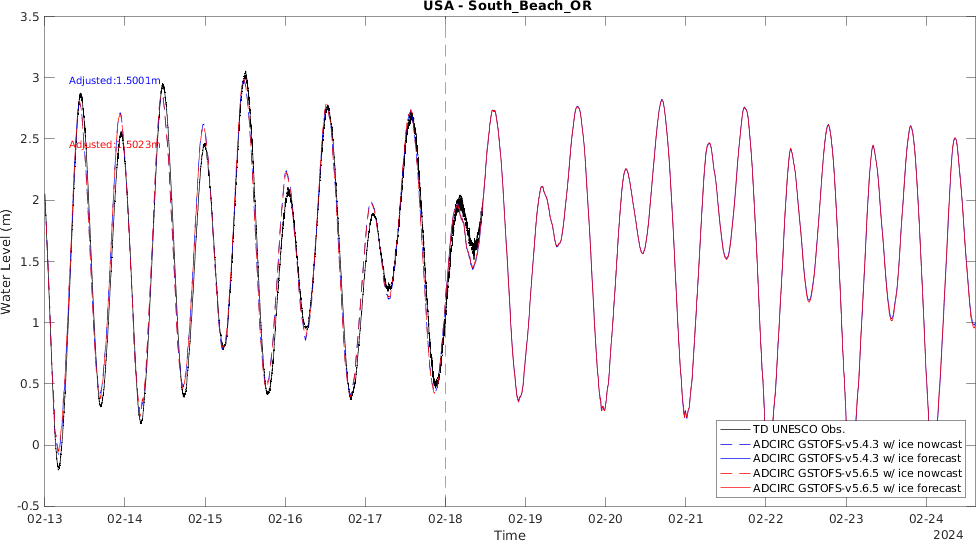 USA - South_Beach_OR
3.5
3
2.5
2
1.5
1
0.5
0
-0.5
Water Level (m)
Adjusted:1.5001m
5023m
TD UNESCO Obs.
ADCIRC GSTOFS-v5.4.3 w/ ice nowcast
ADCIRC GSTOFS-v5.4.3 w/ ice forecast
ADCIRC GSTOFS-v5.6.5 w/ ice nowcast
ADCIRC GSTOFS-v5.6.5 w/ ice forecast
02-13 02-14 02-15 02-16 02-17 02-18 02-19 02-20 02-21 02-22 02-23 02-24
Time
2024